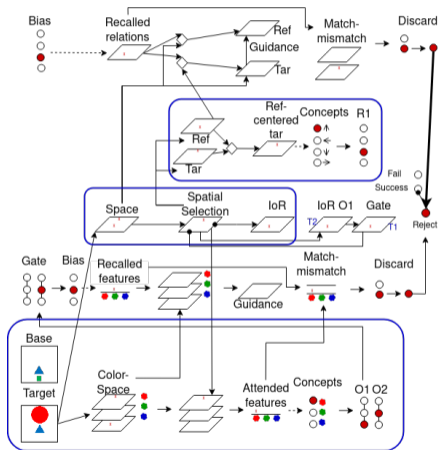 Bias
Recalled
relations
Ref
Guidance
Tar
Match-
mismatch
Discard
Ref-
centered
tar
Concepts
R1
Ref
Tar
Fail
Success
Reject
Space
Spatial
Selection
IoR
IoR O1
Gate
T2
T1
Gate
Bias
Recalled
features
Guidance
Match-
mismatch
Discard
Base
Target
Color-
Space
Attended
features
Concepts
O1 O2